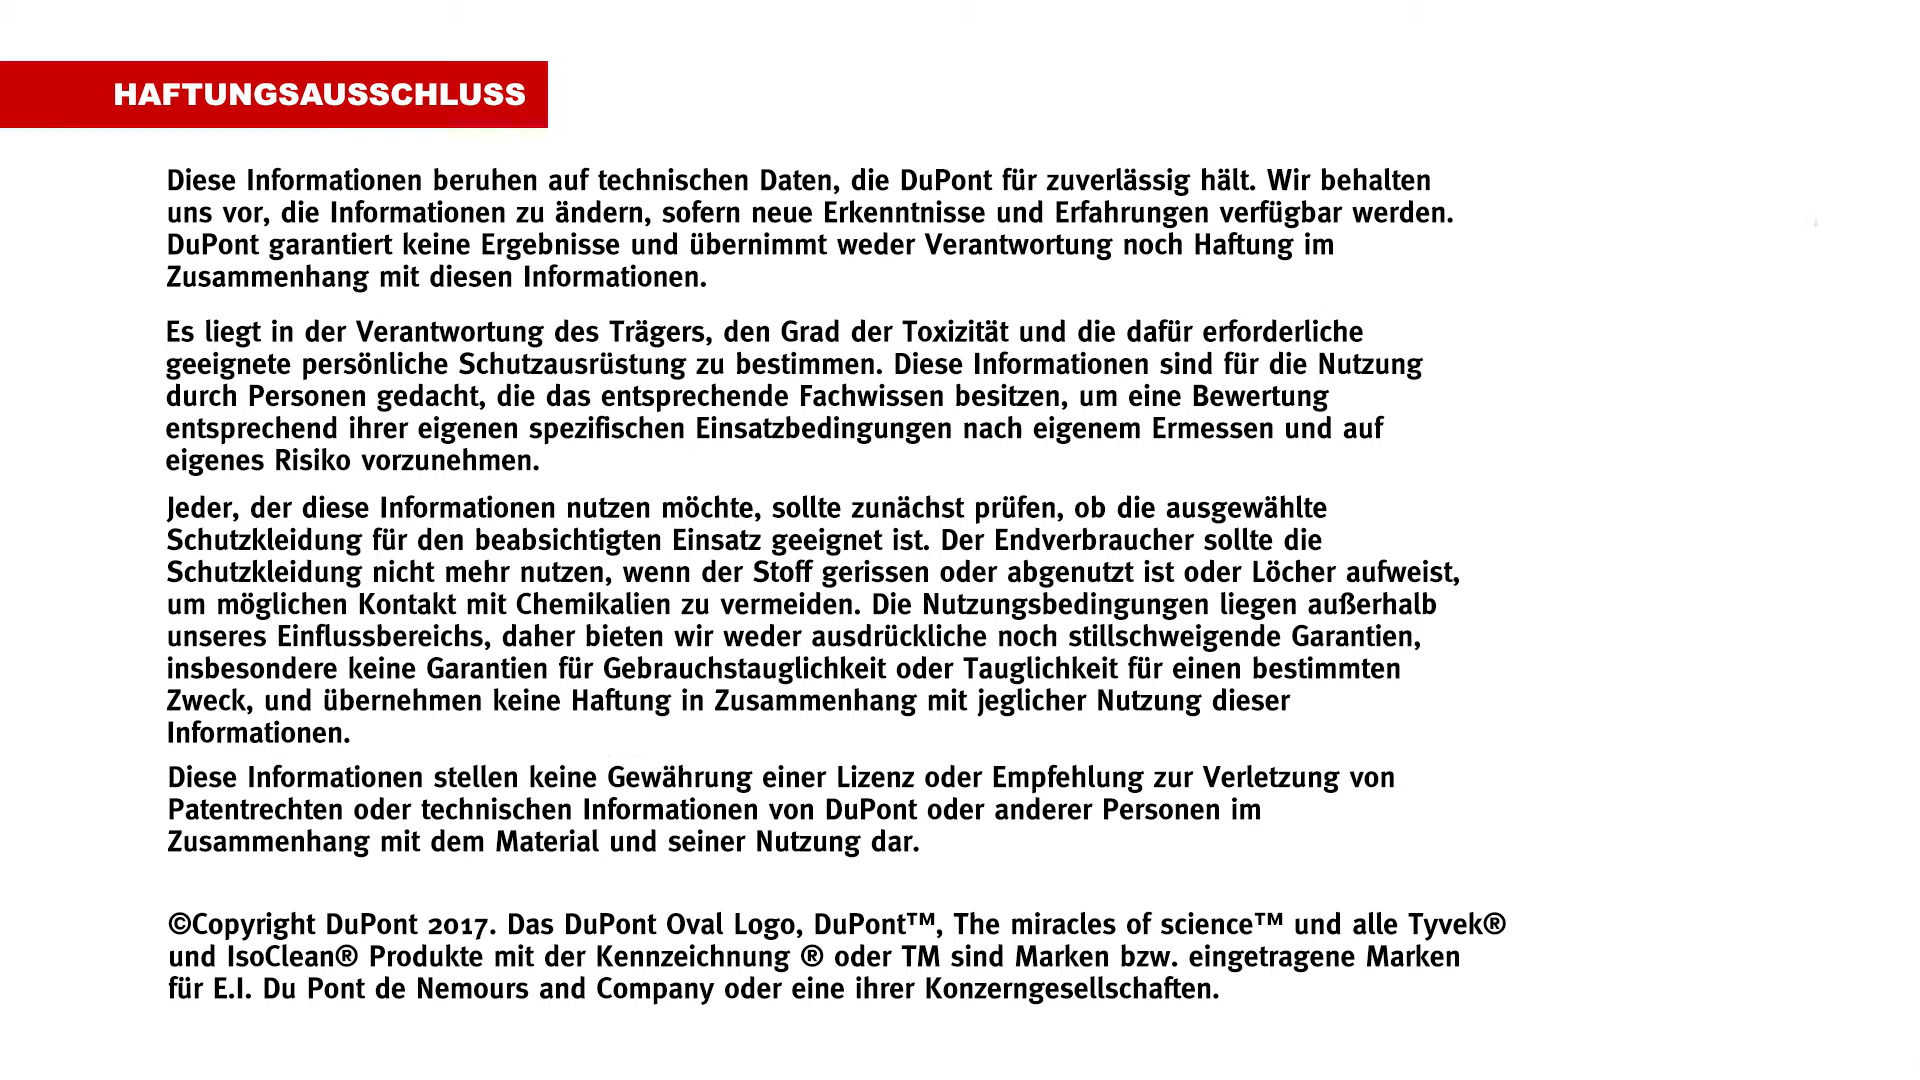 HAFTUNGSAUSSCHLUSS
Diese Informationen beruhen auf technischen Daten, die DuPont für zuverlässig hält. Wir behalten
uns vor, die Informationen zu ändern, sofern neue Erkenntnisse und Erfahrungen verfügbar werden.
DuPont garantiert keine Ergebnisse und übernimmt weder Verantwortung noch Haftung im
Zusammenhang mit diesen Informationen.
Es liegt in der Verantwortung des Trägers, den Grad der Toxizität und die dafür erforderliche
geeignete persönliche Schutzausrüstung zu bestimmen. Diese Informationen sind für die Nutzung
durch Personen gedacht, die das entsprechende Fachwissen besitzen, um eine Bewertung
entsprechend ihrer eigenen spezifischen Einsatzbedingungen nach eigenem Ermessen und auf
eigenes Risiko vorzunehmen.
Jeder, der diese Informationen nutzen möchte, sollte zunächst prüfen, ob die ausgewählte
Schutzkleidung für den beabsichtigten Einsatz geeignet ist. Der Endverbraucher sollte die
Schutzkleidung nicht mehr nutzen, wenn der Stoff gerissen oder abgenutzt ist oder Löcher aufweist,
um möglichen Kontakt mit Chemikalien zu vermeiden. Die Nutzungsbedingungen liegen außerhalb
unseres Einflussbereichs, daher bieten wir weder ausdrückliche noch stillschweigende Garantien,
insbesondere keine Garantien für Gebrauchstauglichkeit oder Tauglichkeit für einen bestimmten
Zweck, und übernehmen keine Haftung in Zusammenhang mit jeglicher Nutzung dieser
Informationen.
Diese Informationen stellen keine Gewährung einer Lizenz oder Empfehlung zur Verletzung von
Patentrechten oder technischen Informationen von DuPont oder anderer Personen im
Zusammenhang mit dem Material und seiner Nutzung dar.
©Copyright DuPont 2017. Das DuPont Oval Logo, DuPont™, The miracles of science™ und alle Tyvek®
und IsoClean® Produkte mit der Kennzeichnung ® oder TM sind Marken bzw. eingetragene Marken
für E.I. Du Pont de Nemours and Company oder eine ihrer Konzerngesellschaften.